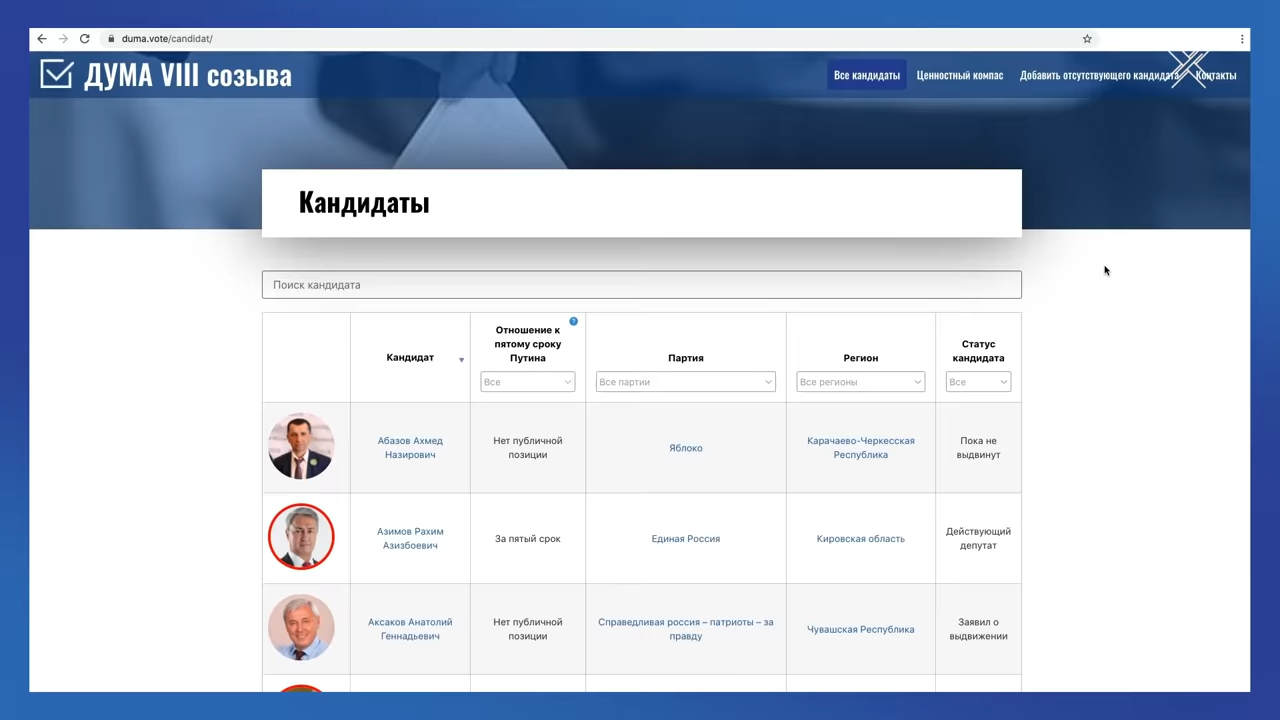 duma.vote/candidat/
ДУМА VIII созыва
Все кандидаты
Ценностный компас
Добавить отсутствующего кандидата
Контакты
Кандидаты
Поиск кандидата
Кандидат
Отношение к
пятому сроку
Путина
Все
Партия
Все партии
Регион
Все регионы
Статус
кандидата
Все
Абазов Ахмед
Назирович
Нет публичной
позиции
Яблоко
Карачаево-Черкесская
Республика
Пока не
выдвинут
Азимов Рахим
Азизбоевич
За пятый срок
Единая Россия
Кировская область
Действующий
депутат
Аксаков Анатолий
Геннадьевич
Нет публичной
позиции
Справедливая россия – патриоты – за
правду
Чувашская Республика
Заявил о
выдвижении